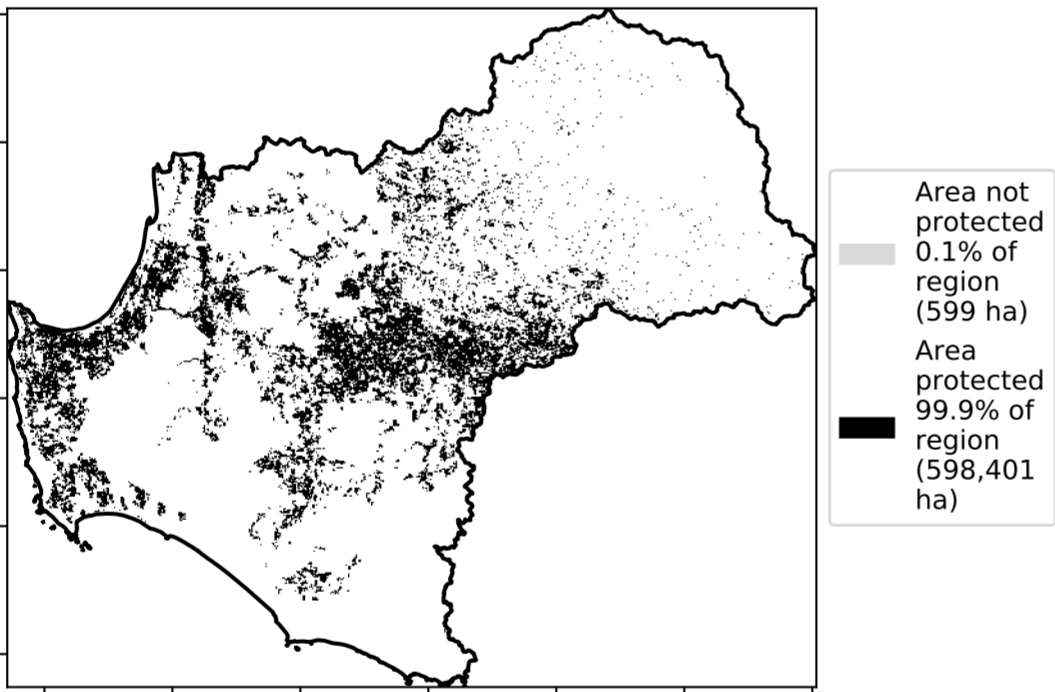 Area not
protected
0.1% of
region
(599 ha)
Area
protected
99.9% of
region
(598,401
ha)